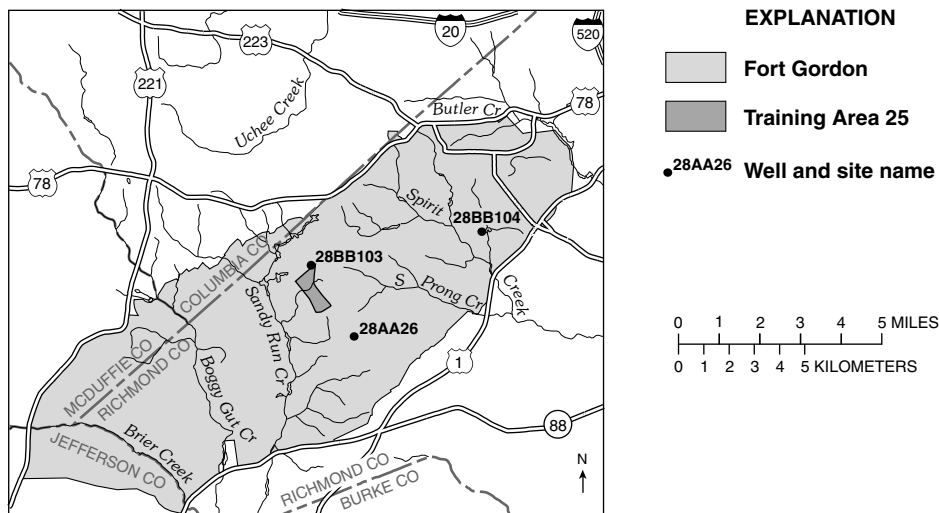 20
520
223
221
78
Butler Cr
Uchee Creek
78
Spirit
28BB104
COLUMBIA CO
28BB103
S Prong Cr
Creek
Sandy Run Cr
28AA26
1
MCDUFFIE CO
RICHMOND CO
Boggy Gut Cr
88
Brier Creek
JEFFERSON CO
RICHMOND CO
BURKE CO
N
EXPLANATION
Fort Gordon
Training Area 25
28AA26 Well and site name
0 1 2 3 4 5 MILES
0 1 2 3 4 5 KILOMETERS